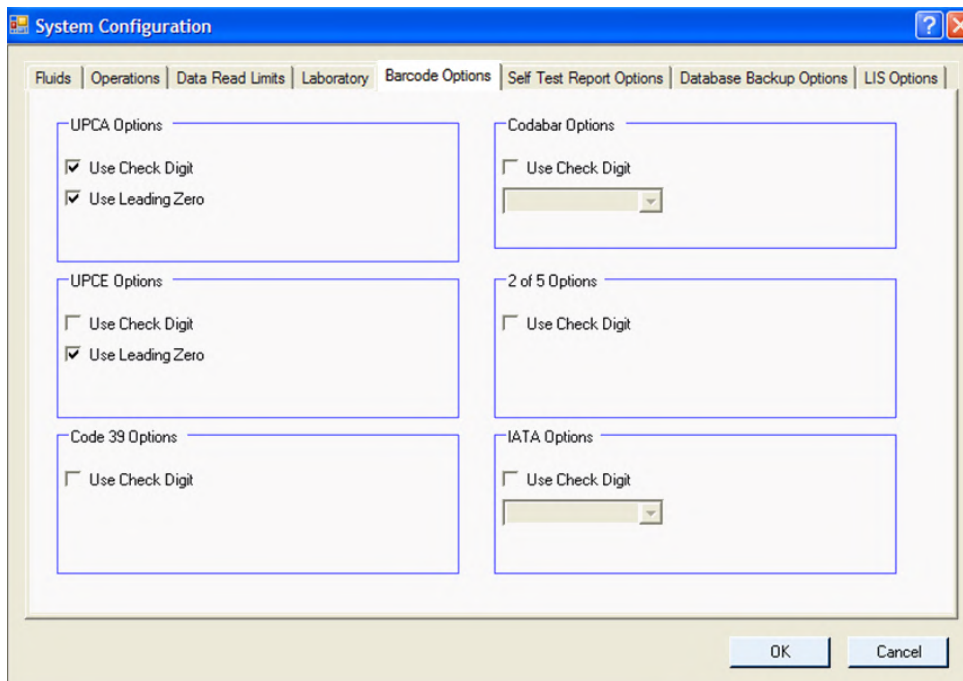 System Configuration
Fluids Operations Data Read Limits Laboratory Barcode Options Self Test Report Options Database Backup Options LIS Options
UPCA Options
Use Check Digit
Use Leading Zero
Codabar Options
Use Check Digit
UPCE Options
Use Check Digit
Use Leading Zero
2 of 5 Options
Use Check Digit
Code 39 Options
Use Check Digit
IATA Options
Use Check Digit
OK Cancel